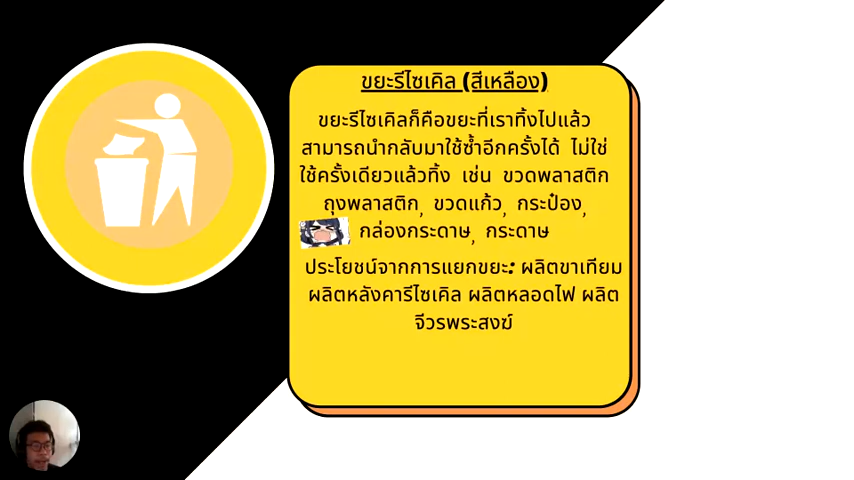 ขยะรีไซเคิล (สีเหลือง)
ขยะรีไซเคิลก็คือขยะที่เราทิ้งไปแล้ว
สามารถนำกลับมาใช้ซ้ำอีกครั้งได้ ไม่ใช่
ใช้ครั้งเดียวแล้วทิ้ง เช่น ขวดพลาสติก
ถุงพลาสติก, ขวดแก้ว, กระป๋อง,
กล่องกระดาษ, กระดาษ
ประโยชน์จากการแยกขยะ: ผลิตขาเทียม
ผลิตหลังคารีไซเคิล ผลิตหลอดไฟ ผลิต
จีวรพระสงฆ์